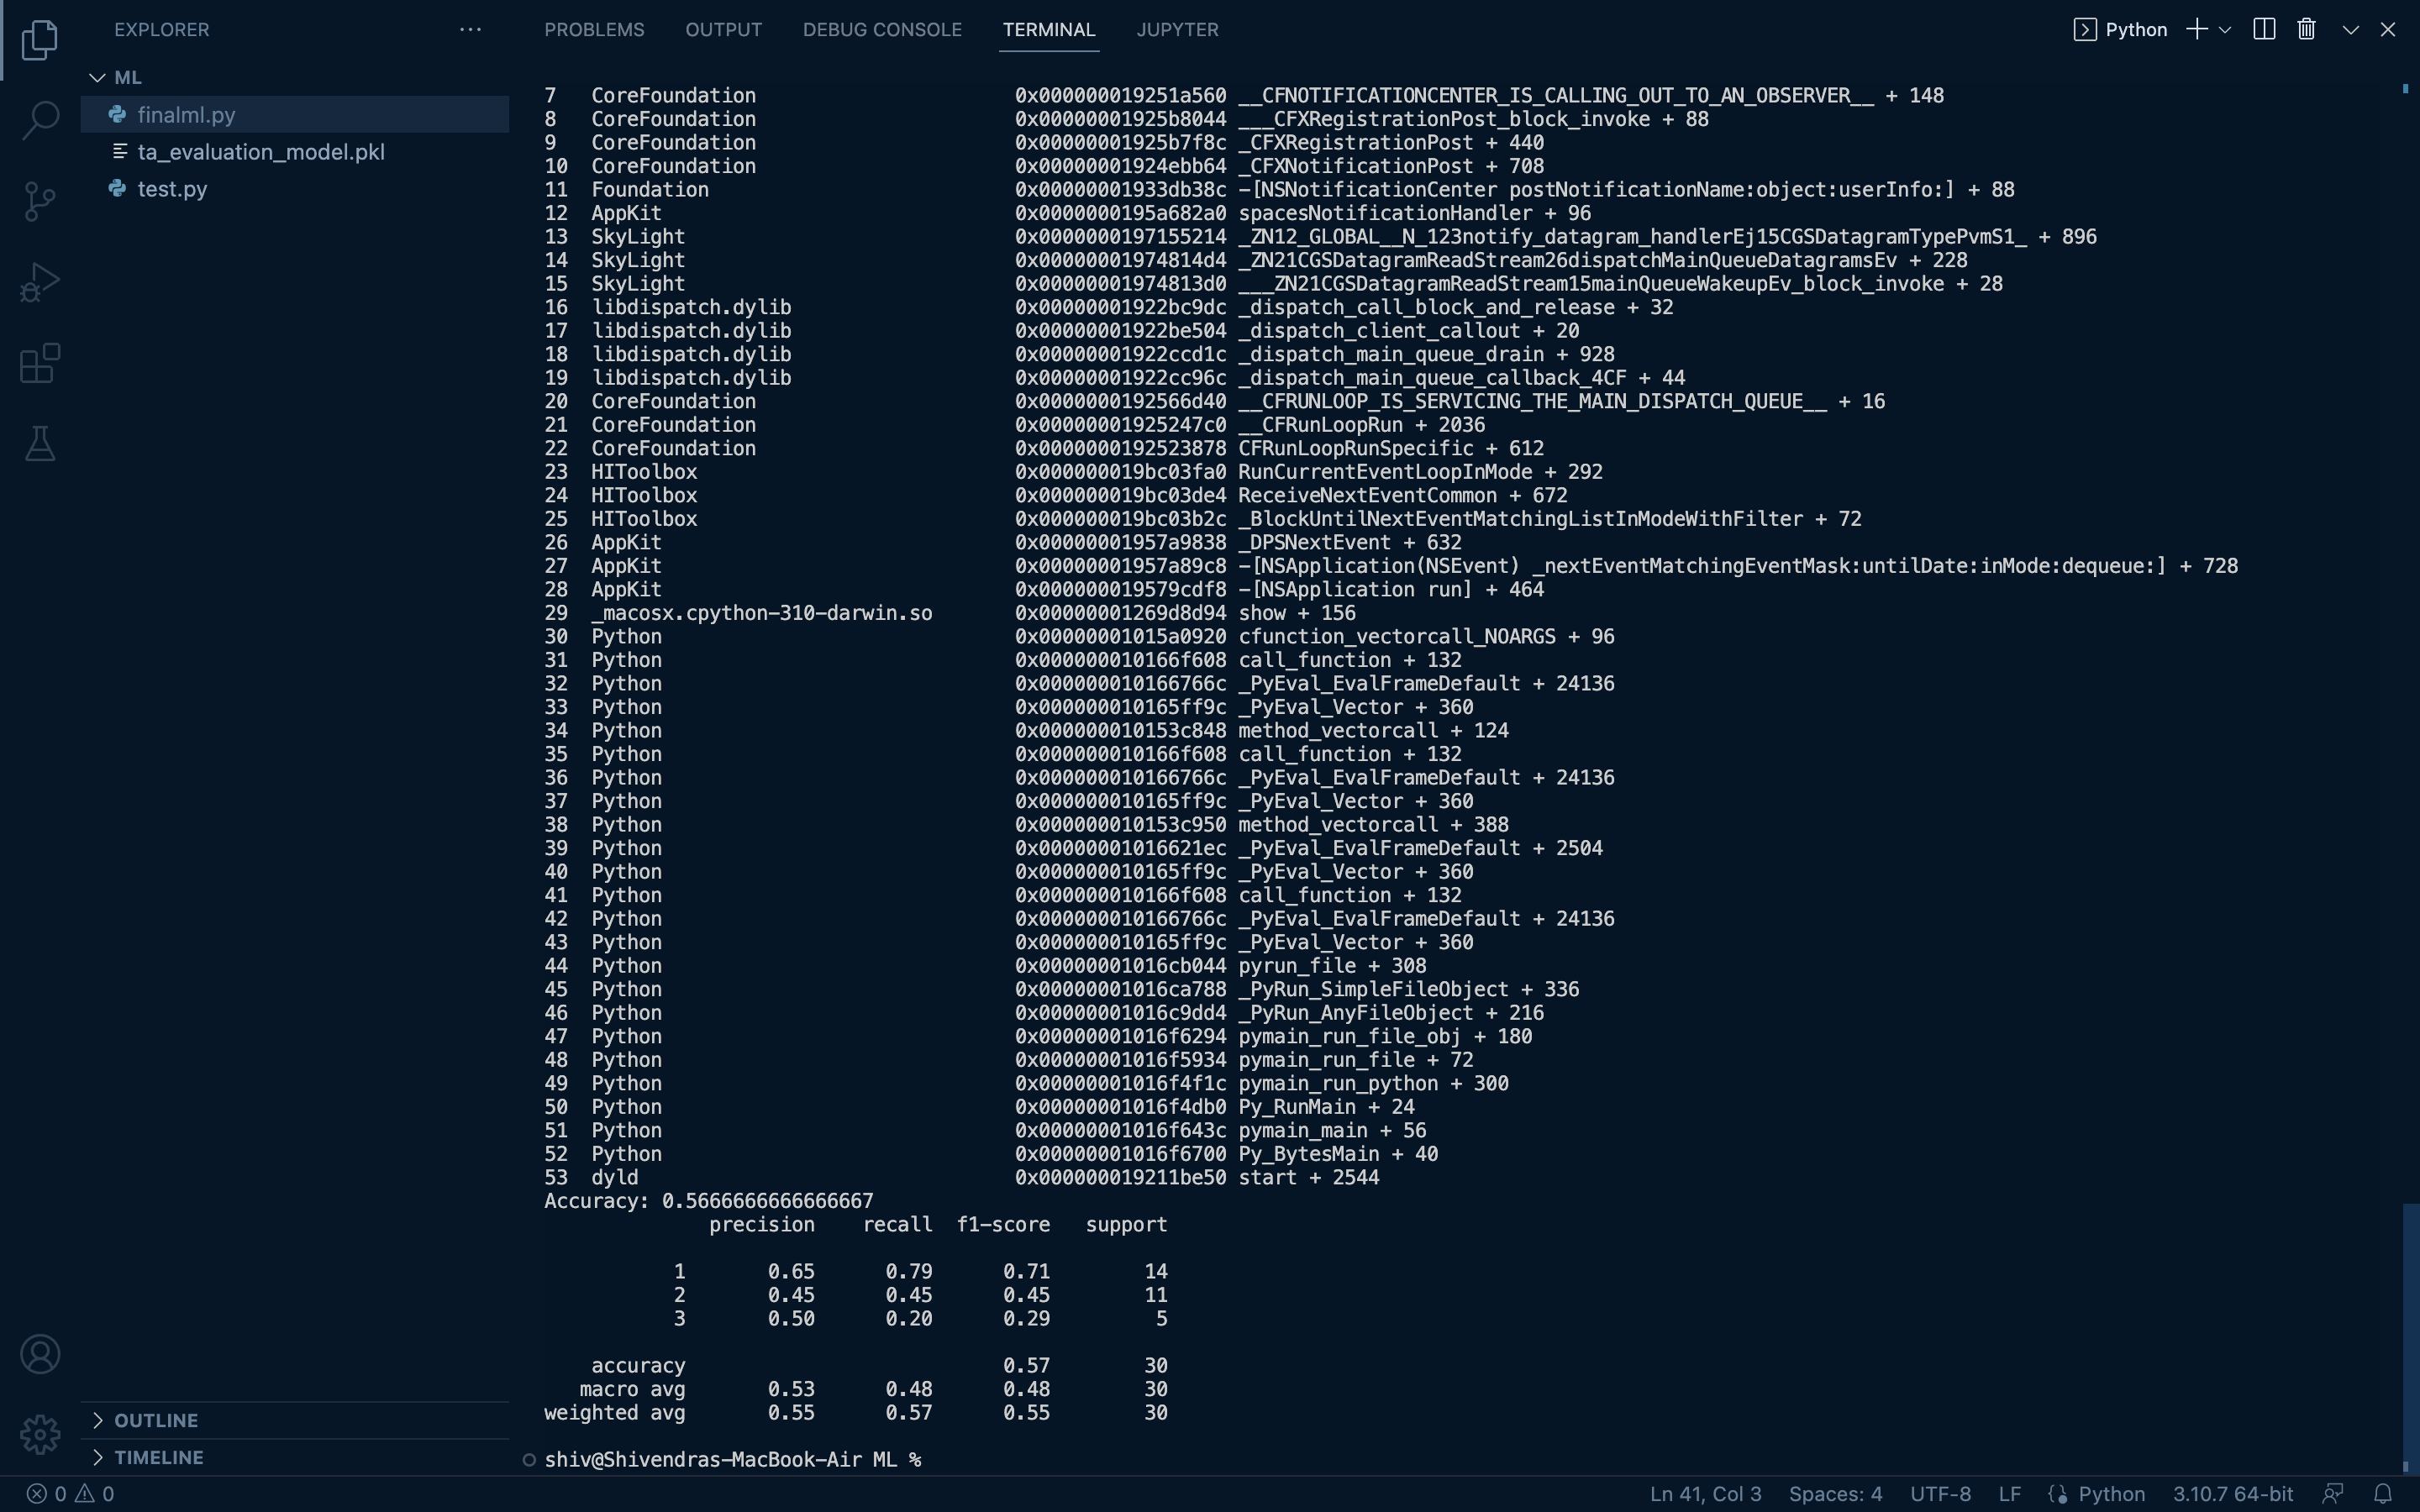 EXPLORER
ML
finalml.py
ta_evaluation_model.pkl
test.py
OUTLINE
TIMELINE
PROBLEMS OUTPUT DEBUG CONSOLE TERMINAL JUPYTER
Python
7 CoreFoundation 0x000000019251a560 __CFNOTIFICATIONCENTER_IS_CALLING_OUT_TO_AN_OBSERVER__ + 148
8 CoreFoundation 0x00000001925b8044 ___CFXRegistrationPost_block_invoke + 88
9 CoreFoundation 0x00000001925b7f8c _CFXRegistrationPost + 440
10 CoreFoundation 0x00000001924ebb64 _CFXNotificationPost + 708
11 Foundation 0x00000001933db38c -[NSNotificationCenter postNotificationName:object:userInfo:] + 88
12 AppKit 0x0000000195a682a0 spacesNotificationHandler + 96
13 SkyLight 0x0000000197155214 _ZN12_GLOBAL__N_123notify_datagram_handlerEj15CGSDatagramTypePvmS1_ + 896
14 SkyLight 0x00000001974814d4 _ZN21CGSDatagramReadStream26dispatchMainQueueDatagramsEv + 228
15 SkyLight 0x00000001974813d0 ___ZN21CGSDatagramReadStream15mainQueueWakeupEv_block_invoke + 28
16 libdispatch.dylib 0x00000001922bc9dc _dispatch_call_block_and_release + 32
17 libdispatch.dylib 0x00000001922be504 _dispatch_client_callout + 20
18 libdispatch.dylib 0x00000001922ccd1c _dispatch_main_queue_drain + 928
19 libdispatch.dylib 0x00000001922cc96c _dispatch_main_queue_callback_4CF + 44
20 CoreFoundation 0x0000000192566d40 __CFRUNLOOP_IS_SERVICING_THE_MAIN_DISPATCH_QUEUE__ + 16
21 CoreFoundation 0x00000001925247c0 __CFRunLoopRun + 2036
22 CoreFoundation 0x0000000192523878 CFRunLoopRunSpecific + 612
23 HIToolbox 0x000000019bc03fa0 RunCurrentEventLoopInMode + 292
24 HIToolbox 0x000000019bc03de4 ReceiveNextEventCommon + 672
25 HIToolbox 0x000000019bc03b2c _BlockUntilNextEventMatchingListInModeWithFilter + 72
26 AppKit 0x00000001957a9838 _DPSNextEvent + 632
27 AppKit 0x00000001957a89c8 -[NSApplication(NSEvent) _nextEventMatchingEventMask:untilDate:inMode:dequeue:] + 728
28 AppKit 0x000000019579cdf8 -[NSApplication run] + 464
29 _macosx.cpython-310-darwin.so 0x00000001269d8d94 show + 156
30 Python 0x00000001015a0920 cfunction_vectorcall_NOARGS + 96
31 Python 0x000000010166f608 call_function + 132
32 Python 0x000000010166766c _PyEval_EvalFrameDefault + 24136
33 Python 0x000000010165ff9c _PyEval_Vector + 360
34 Python 0x000000010153c848 method_vectorcall + 124
35 Python 0x000000010166f608 call_function + 132
36 Python 0x000000010166766c _PyEval_EvalFrameDefault + 24136
37 Python 0x000000010165ff9c _PyEval_Vector + 360
38 Python 0x000000010153c950 method_vectorcall + 388
39 Python 0x00000001016621ec _PyEval_EvalFrameDefault + 2504
40 Python 0x000000010165ff9c _PyEval_Vector + 360
41 Python 0x000000010166f608 call_function + 132
42 Python 0x000000010166766c _PyEval_EvalFrameDefault + 24136
43 Python 0x000000010165ff9c _PyEval_Vector + 360
44 Python 0x00000001016cb044 pyrun_file + 308
45 Python 0x00000001016ca788 _PyRun_SimpleFileObject + 336
46 Python 0x00000001016c9dd4 _PyRun_AnyFileObject + 216
47 Python 0x00000001016f6294 pymain_run_file_obj + 180
48 Python 0x00000001016f5934 pymain_run_file + 72
49 Python 0x00000001016f4f1c pymain_run_python + 300
50 Python 0x00000001016f4db0 Py_RunMain + 24
51 Python 0x00000001016f643c pymain_main + 56
52 Python 0x00000001016f6700 Py_BytesMain + 40
53 dyld 0x000000019211be50 start + 2544
Accuracy: 0.5666666666666667
precision recall f1-score support
1 0.65 0.79 0.71 14
2 0.45 0.45 0.45 11
3 0.50 0.20 0.29 5
accuracy 0.57 30
macro avg 0.53 0.48 0.48 30
weighted avg 0.55 0.57 0.55 30
shiv@Shivendras-MacBook-Air ML %
0 0
Ln 41, Col 3 Spaces: 4 UTF-8 LF Python 3.10.7 64-bit